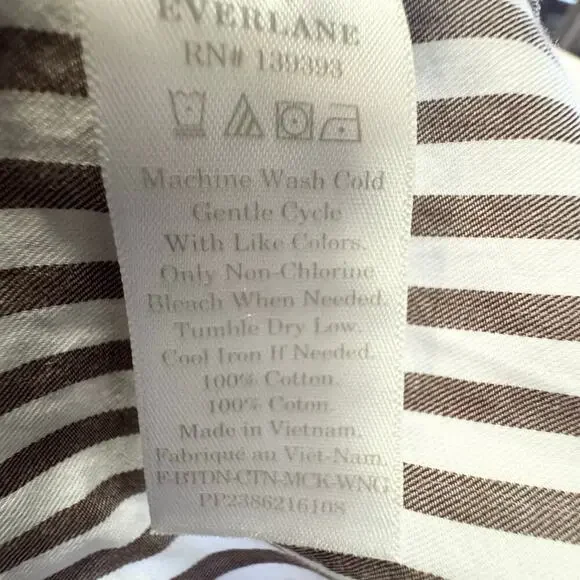 EVERLANE
RN# 139393
Machine Wash Cold
Gentle Cycle
With Like Colors.
Only Non-Chlorine
Bleach When Needed.
Tumble Dry Low.
Cool Iron If Needed.
100% Cotton.
100% Coton.
Made in Vietnam.
Fabriqué au Viet-Nam.
F-BTDN-CTN-MCK-WNG
PP2386216108